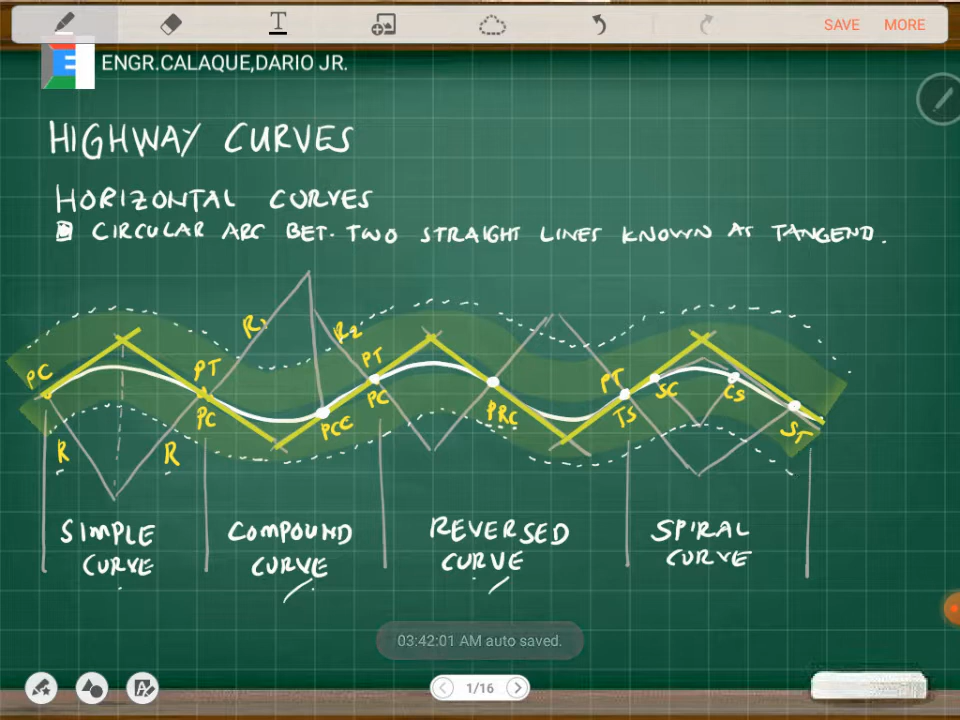 T SAVE MORE
E ENGR.CALAQUE,DARIO JR.
HIGHWAY CURVES
HORIZONTAL CURVES
CIRCULAR ARC BET. TWO STRAIGHT LINES KNOWN AS TANGEND.
R1 R2
PC PT PT PT SC CS
PC PCC PC PRC TS ST
R R
SIMPLE COMPOUND REVERSED SPIRAL
CURVE CURVE CURVE CURVE
03:42:01 AM auto saved.
A 1/16